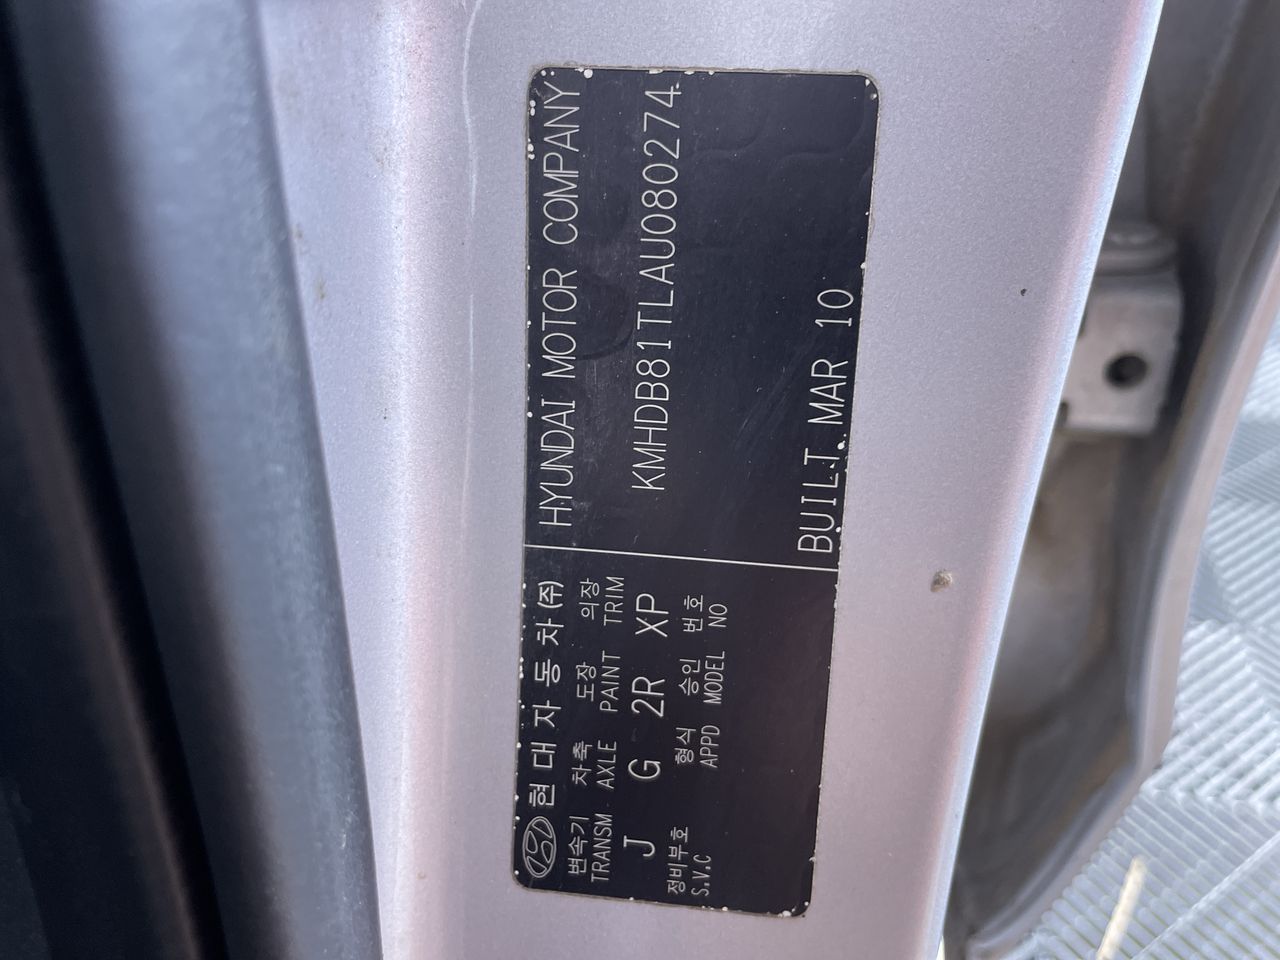 현대자동차(주) HYUNDAI MOTOR COMPANY
변속기 차축 도장 의장
TRANSM AXLE PAINT TRIM
J G 2R XP KMHDB81TLAU080274
정비부호 형식 승인 번호
S.V.C APPD MODEL NO
BUILT. MAR 10